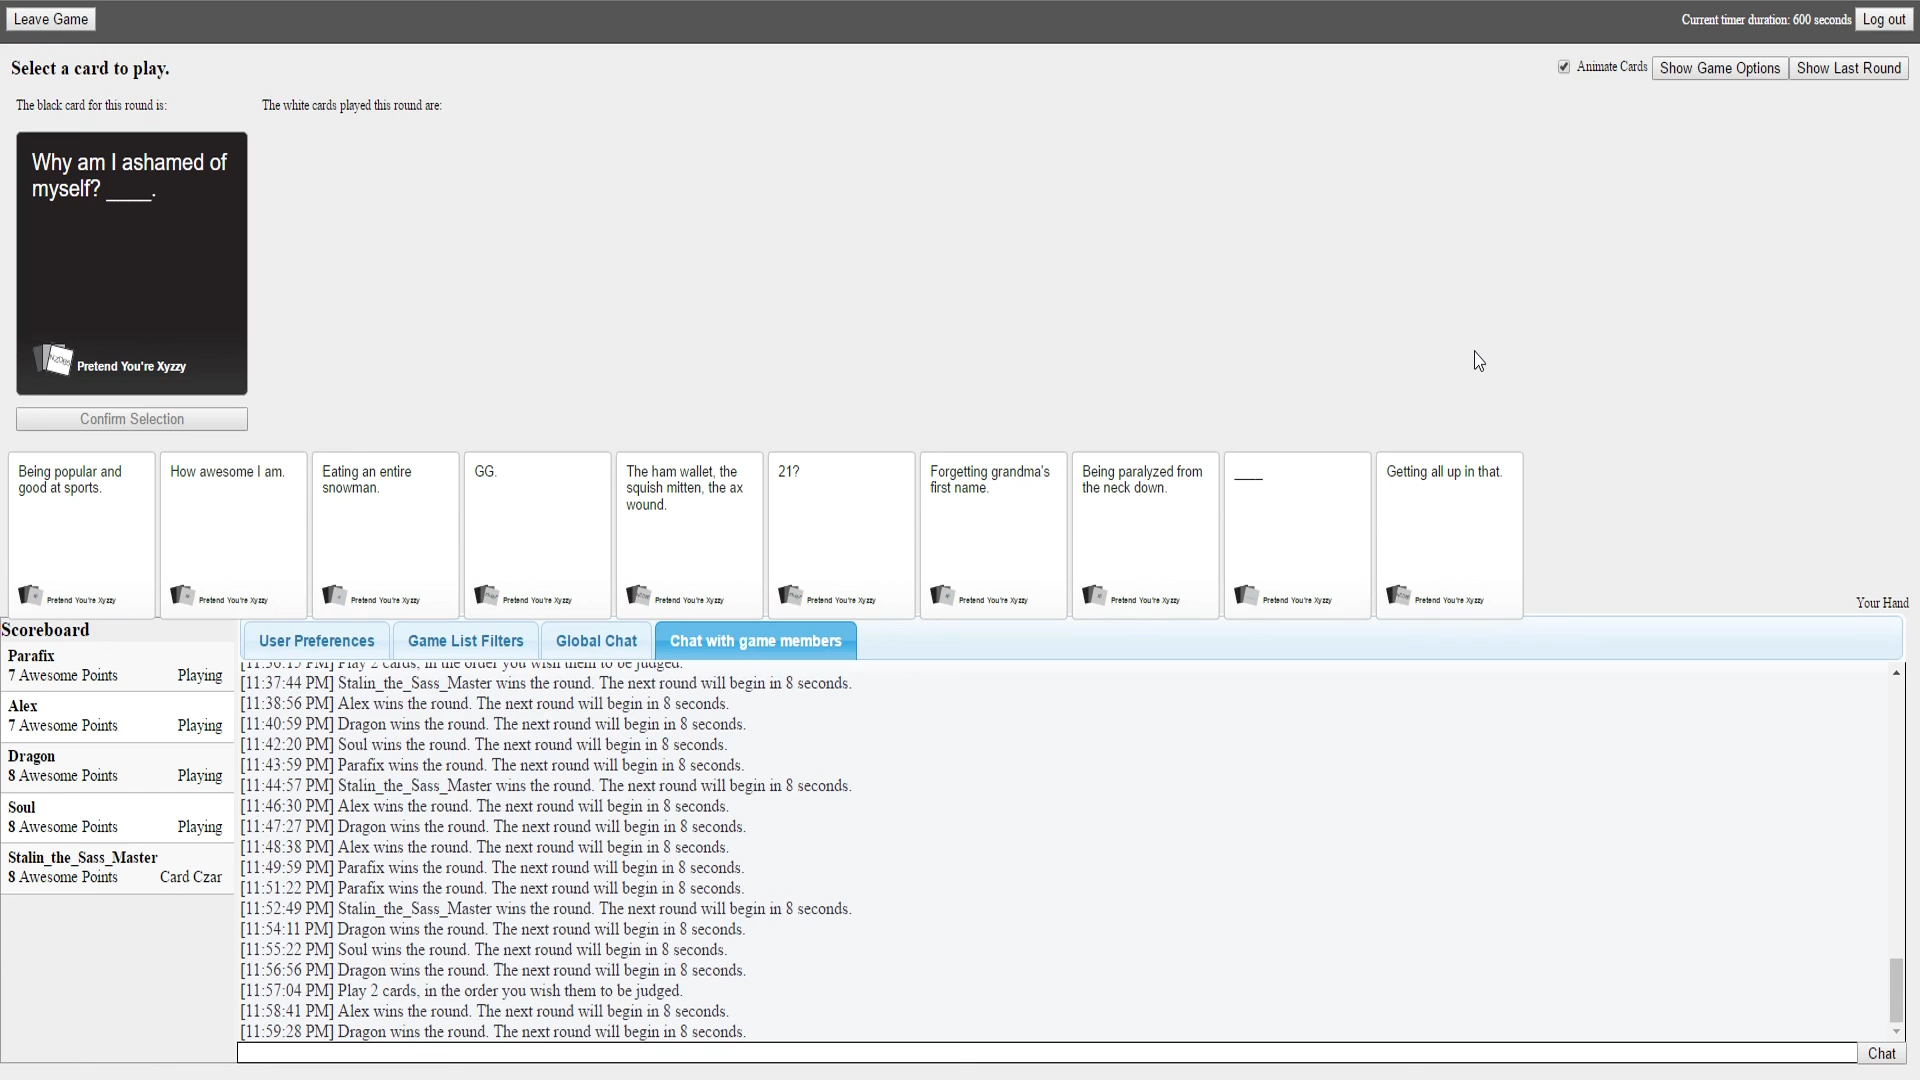 Leave Game
Current timer duration: 600 seconds
Log out
Select a card to play.
Animate Cards
Show Game Options
Show Last Round
The black card for this round is:
The white cards played this round are:
Why am I ashamed of
myself? ____.
Pretend You're Xyzzy
Confirm Selection
Being popular and
good at sports.
Pretend You're Xyzzy
How awesome I am.
Pretend You're Xyzzy
Eating an entire
snowman.
Pretend You're Xyzzy
GG.
Pretend You're Xyzzy
The ham wallet, the
squish mitten, the ax
wound.
Pretend You're Xyzzy
21?
Pretend You're Xyzzy
Forgetting grandma's
first name.
Pretend You're Xyzzy
Being paralyzed from
the neck down.
Pretend You're Xyzzy
____
Pretend You're Xyzzy
Getting all up in that.
Pretend You're Xyzzy
Your Hand
Scoreboard
Parafix
7 Awesome Points Playing
Alex
7 Awesome Points Playing
Dragon
8 Awesome Points Playing
Soul
8 Awesome Points Playing
Stalin_the_Sass_Master
8 Awesome Points Card Czar
User Preferences
Game List Filters
Global Chat
Chat with game members
Play 2 cards, in the order you wish them to be judged.
[11:37:44 PM] Stalin_the_Sass_Master wins the round. The next round will begin in 8 seconds.
[11:38:56 PM] Alex wins the round. The next round will begin in 8 seconds.
[11:40:59 PM] Dragon wins the round. The next round will begin in 8 seconds.
[11:42:20 PM] Soul wins the round. The next round will begin in 8 seconds.
[11:43:59 PM] Parafix wins the round. The next round will begin in 8 seconds.
[11:44:57 PM] Stalin_the_Sass_Master wins the round. The next round will begin in 8 seconds.
[11:46:30 PM] Alex wins the round. The next round will begin in 8 seconds.
[11:47:27 PM] Dragon wins the round. The next round will begin in 8 seconds.
[11:48:38 PM] Alex wins the round. The next round will begin in 8 seconds.
[11:49:59 PM] Parafix wins the round. The next round will begin in 8 seconds.
[11:51:22 PM] Parafix wins the round. The next round will begin in 8 seconds.
[11:52:49 PM] Stalin_the_Sass_Master wins the round. The next round will begin in 8 seconds.
[11:54:11 PM] Dragon wins the round. The next round will begin in 8 seconds.
[11:55:22 PM] Soul wins the round. The next round will begin in 8 seconds.
[11:56:56 PM] Dragon wins the round. The next round will begin in 8 seconds.
[11:57:04 PM] Play 2 cards, in the order you wish them to be judged.
[11:58:41 PM] Alex wins the round. The next round will begin in 8 seconds.
[11:59:28 PM] Dragon wins the round. The next round will begin in 8 seconds.
Chat